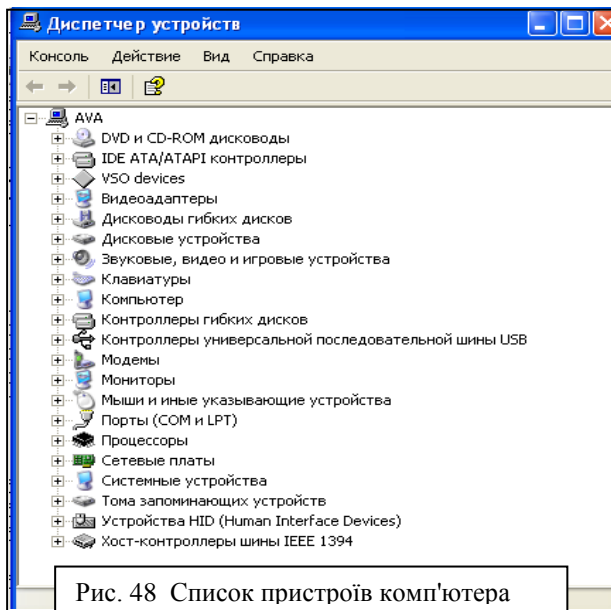 Диспетчер устройств
Консоль Действие Вид Справка
AVA
DVD и CD-ROM дисководы
IDE ATA/ATAPI контроллеры
VSO devices
Видеоадаптеры
Дисководы гибких дисков
Дисковые устройства
Звуковые, видео и игровые устройства
Клавиатуры
Компьютер
Контроллеры гибких дисков
Контроллеры универсальной последовательной шины USB
Модемы
Мониторы
Мыши и иные указывающие устройства
Порты (COM и LPT)
Процессоры
Сетевые платы
Системные устройства
Тома запоминающих устройств
Устройства HID (Human Interface Devices)
Хост-контроллеры шины IEEE 1394
Рис. 48 Список пристроїв комп'ютера